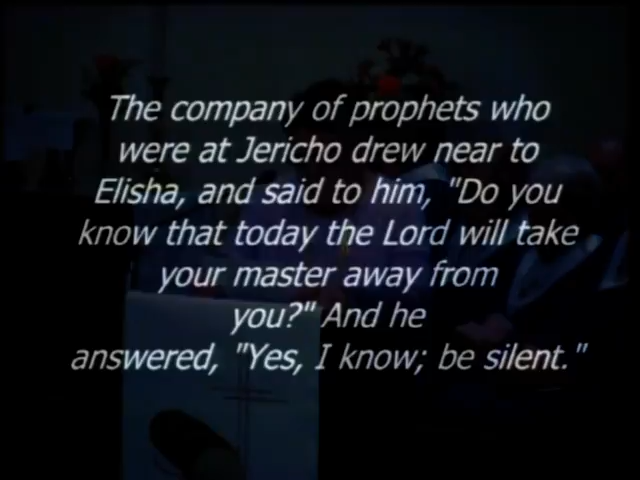 The company of prophets who
were at Jericho drew near to
Elisha, and said to him, "Do you
know that today the Lord will take
your master away from
you?" And he
answered, "Yes, I know; be silent."